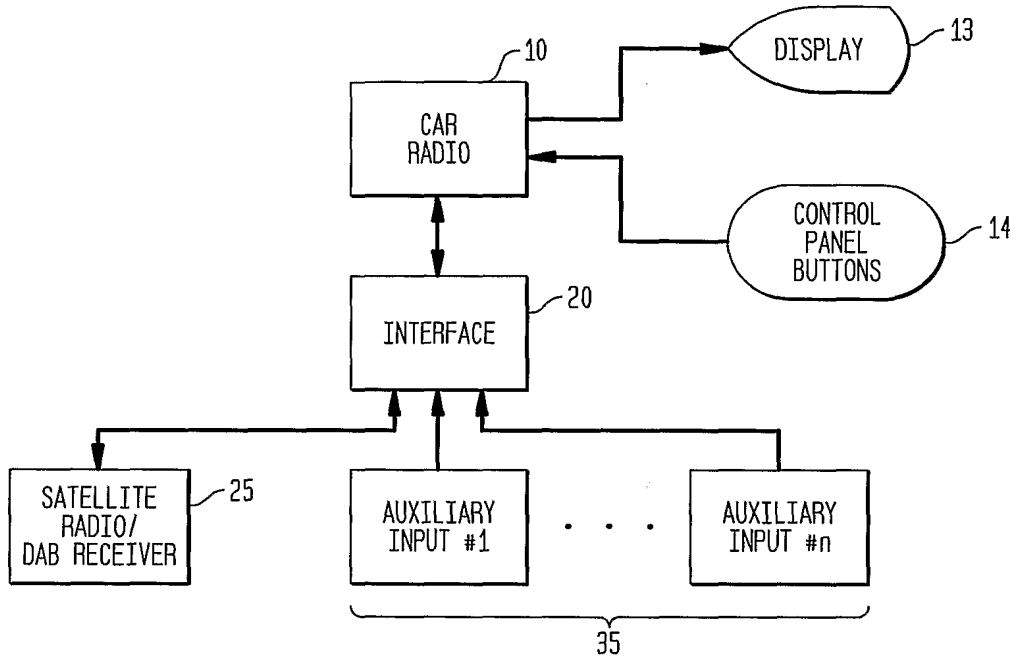 10
CAR
RADIO
DISPLAY
13
CONTROL
PANEL
BUTTONS
14
INTERFACE
20
SATELLITE
RADIO/
DAB RECEIVER
25
AUXILIARY
INPUT #1
. . .
AUXILIARY
INPUT #n
35